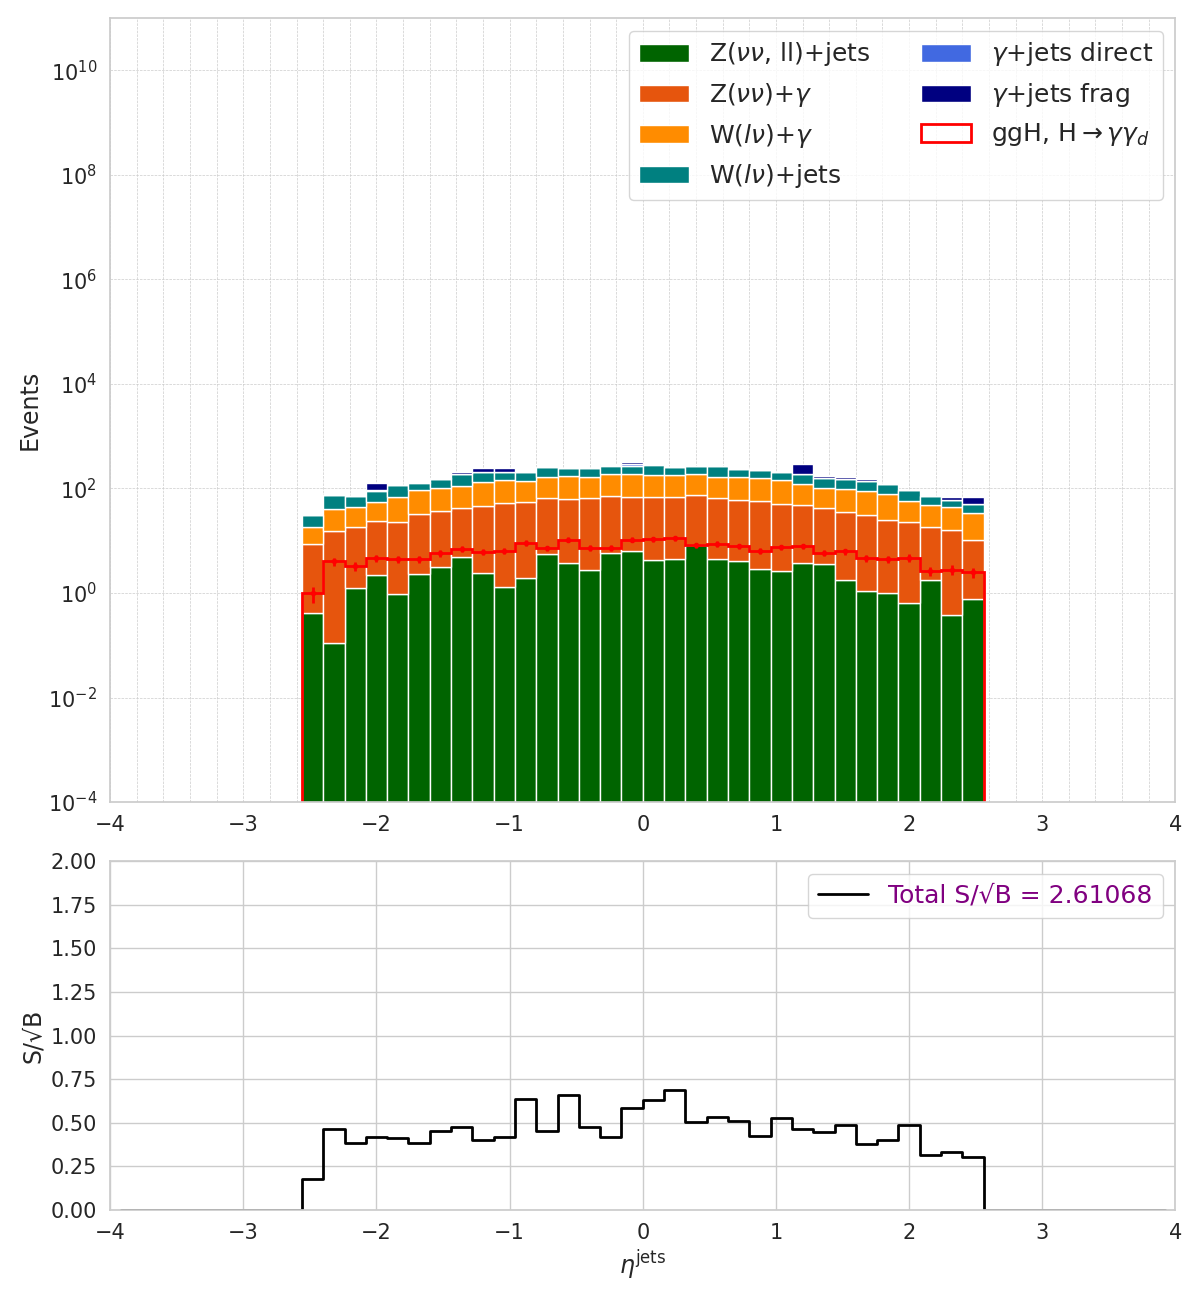 Z(νν, ll)+jets
Z(νν)+γ
W(lν)+γ
W(lν)+jets
γ+jets direct
γ+jets frag
ggH, H→γγ_d
Events
10^10
10^8
10^6
10^4
10^2
10^0
10^−2
10^−4
−4 −3 −2 −1 0 1 2 3 4
Total S/√B = 2.61068
S/√B
2.00
1.75
1.50
1.25
1.00
0.75
0.50
0.25
0.00
−4 −3 −2 −1 0 1 2 3 4
η^jets